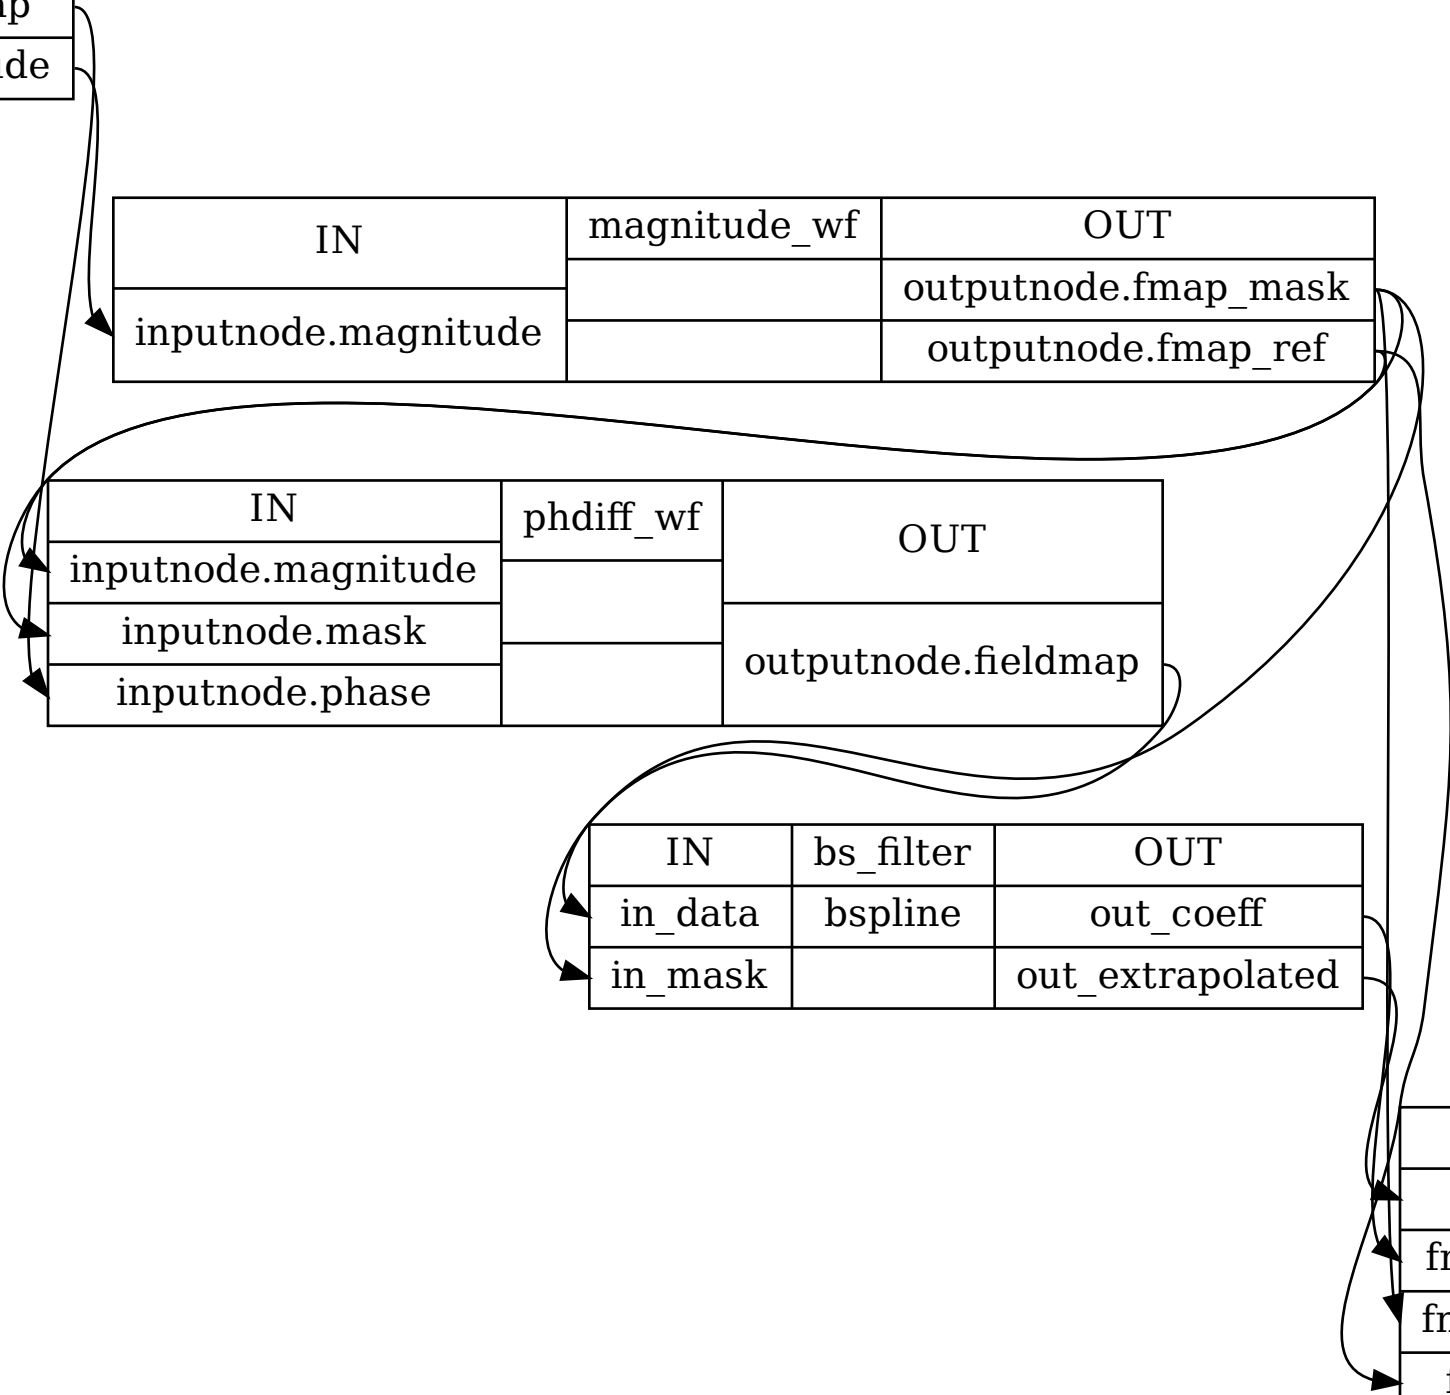 IN
magnitude_wf
OUT
inputnode.magnitude
outputnode.fmap_mask
outputnode.fmap_ref
IN
phdiff_wf
OUT
inputnode.magnitude
inputnode.mask
inputnode.phase
outputnode.fieldmap
IN
bs_filter
OUT
in_data
bspline
out_coeff
in_mask
out_extrapolated